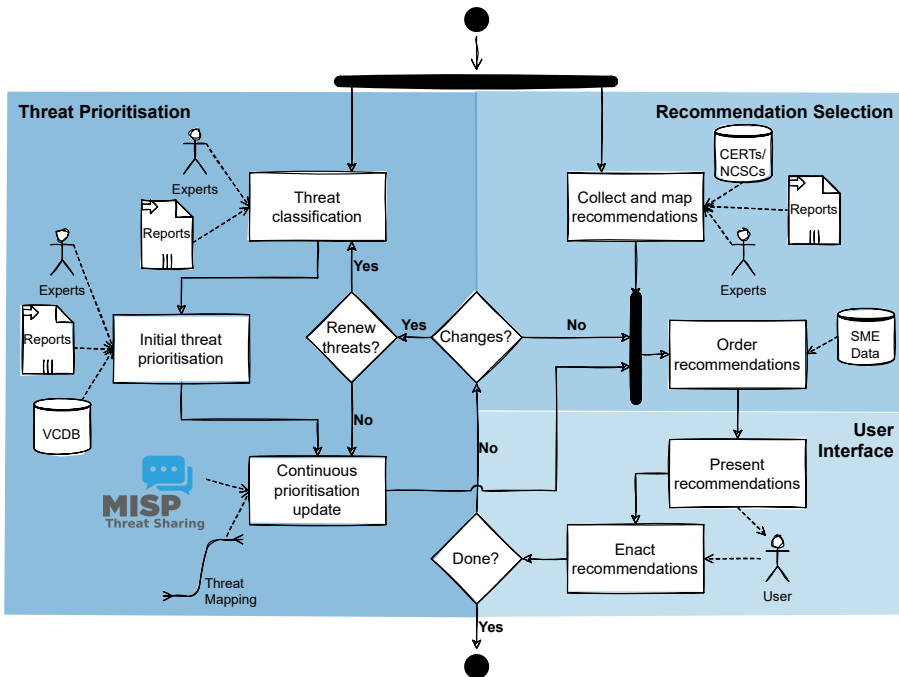 Threat Prioritisation
Recommendation Selection
Experts
Reports
Threat
classification
Collect and map
recommendations
CERTs/
NCSCs
Reports
Experts
Experts
Reports
VCDB
Initial threat
prioritisation
Yes
Renew
threats?
Yes
Changes?
No
Order
recommendations
SME
Data
No
No
User
Interface
MISP
Threat Sharing
Continuous
prioritisation
update
Present
recommendations
Threat
Mapping
Done?
Enact
recommendations
User
Yes